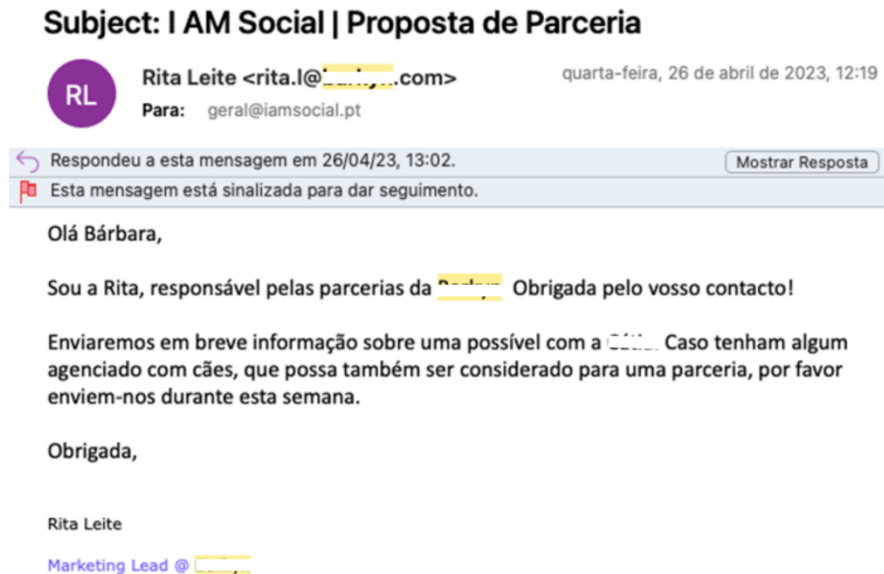 Subject: I AM Social | Proposta de Parceria
RL
Rita Leite <rita.l@ .com>
quarta-feira, 26 de abril de 2023, 12:19
Para: geral@iamsocial.pt
Respondeu a esta mensagem em 26/04/23, 13:02.
Mostrar Resposta
Esta mensagem está sinalizada para dar seguimento.
Olá Bárbara,
Sou a Rita, responsável pelas parcerias da Obrigada pelo vosso contacto!
Enviaremos em breve informação sobre uma possível com a Caso tenham algum
agenciado com cães, que possa também ser considerado para uma parceria, por favor
enviem-nos durante esta semana.
Obrigada,
Rita Leite
Marketing Lead @